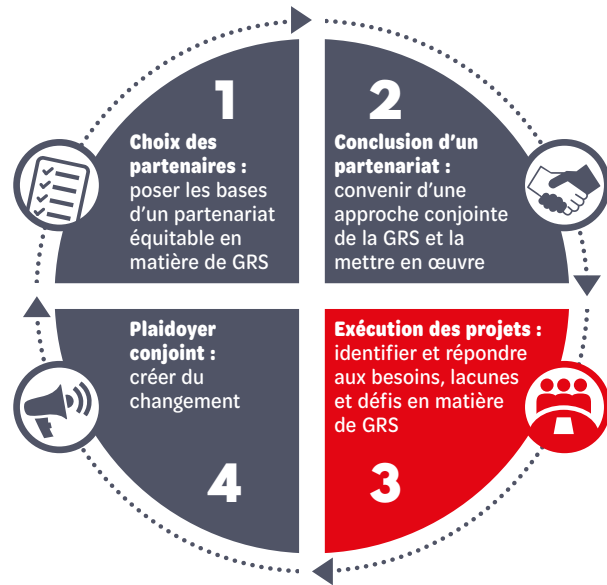 1
Choix des
partenaires :
poser les bases
d'un partenariat
équitable en
matière de GRS
2
Conclusion d'un
partenariat :
convenir d'une
approche conjointe
de la GRS et la
mettre en œuvre
Exécution des projets :
identifier et répondre
aux besoins, lacunes
et défis en matière
de GRS
3
Plaidoyer
conjoint :
créer du
changement
4